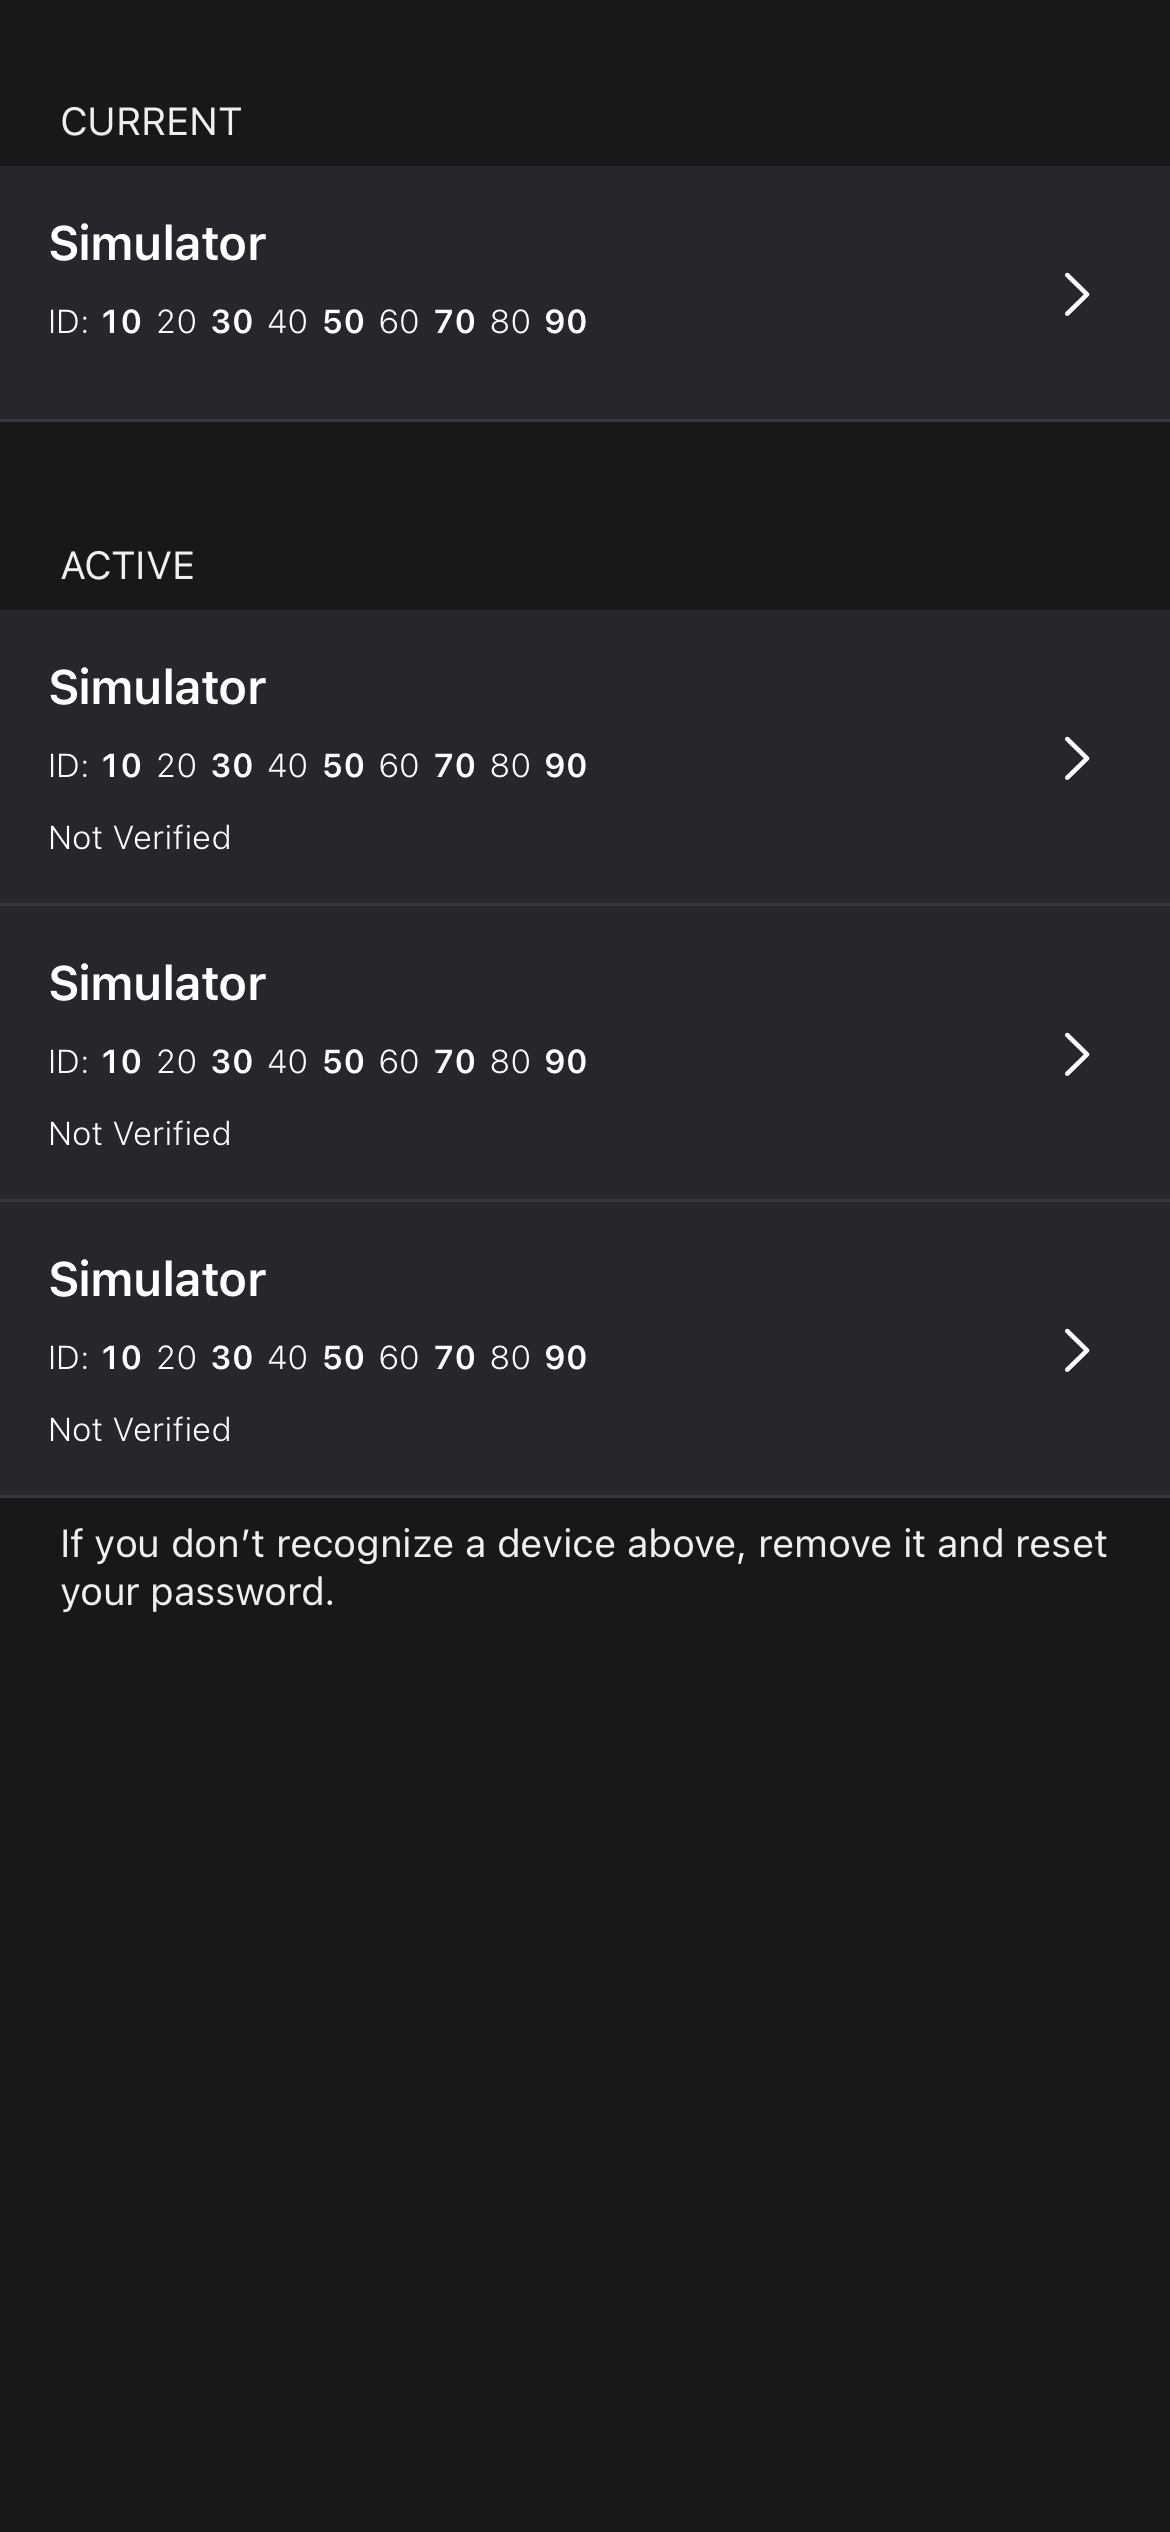 CURRENT
Simulator
ID: 10 20 30 40 50 60 70 80 90
ACTIVE
Simulator
ID: 10 20 30 40 50 60 70 80 90
Not Verified
Simulator
ID: 10 20 30 40 50 60 70 80 90
Not Verified
Simulator
ID: 10 20 30 40 50 60 70 80 90
Not Verified
If you don’t recognize a device above, remove it and reset
your password.